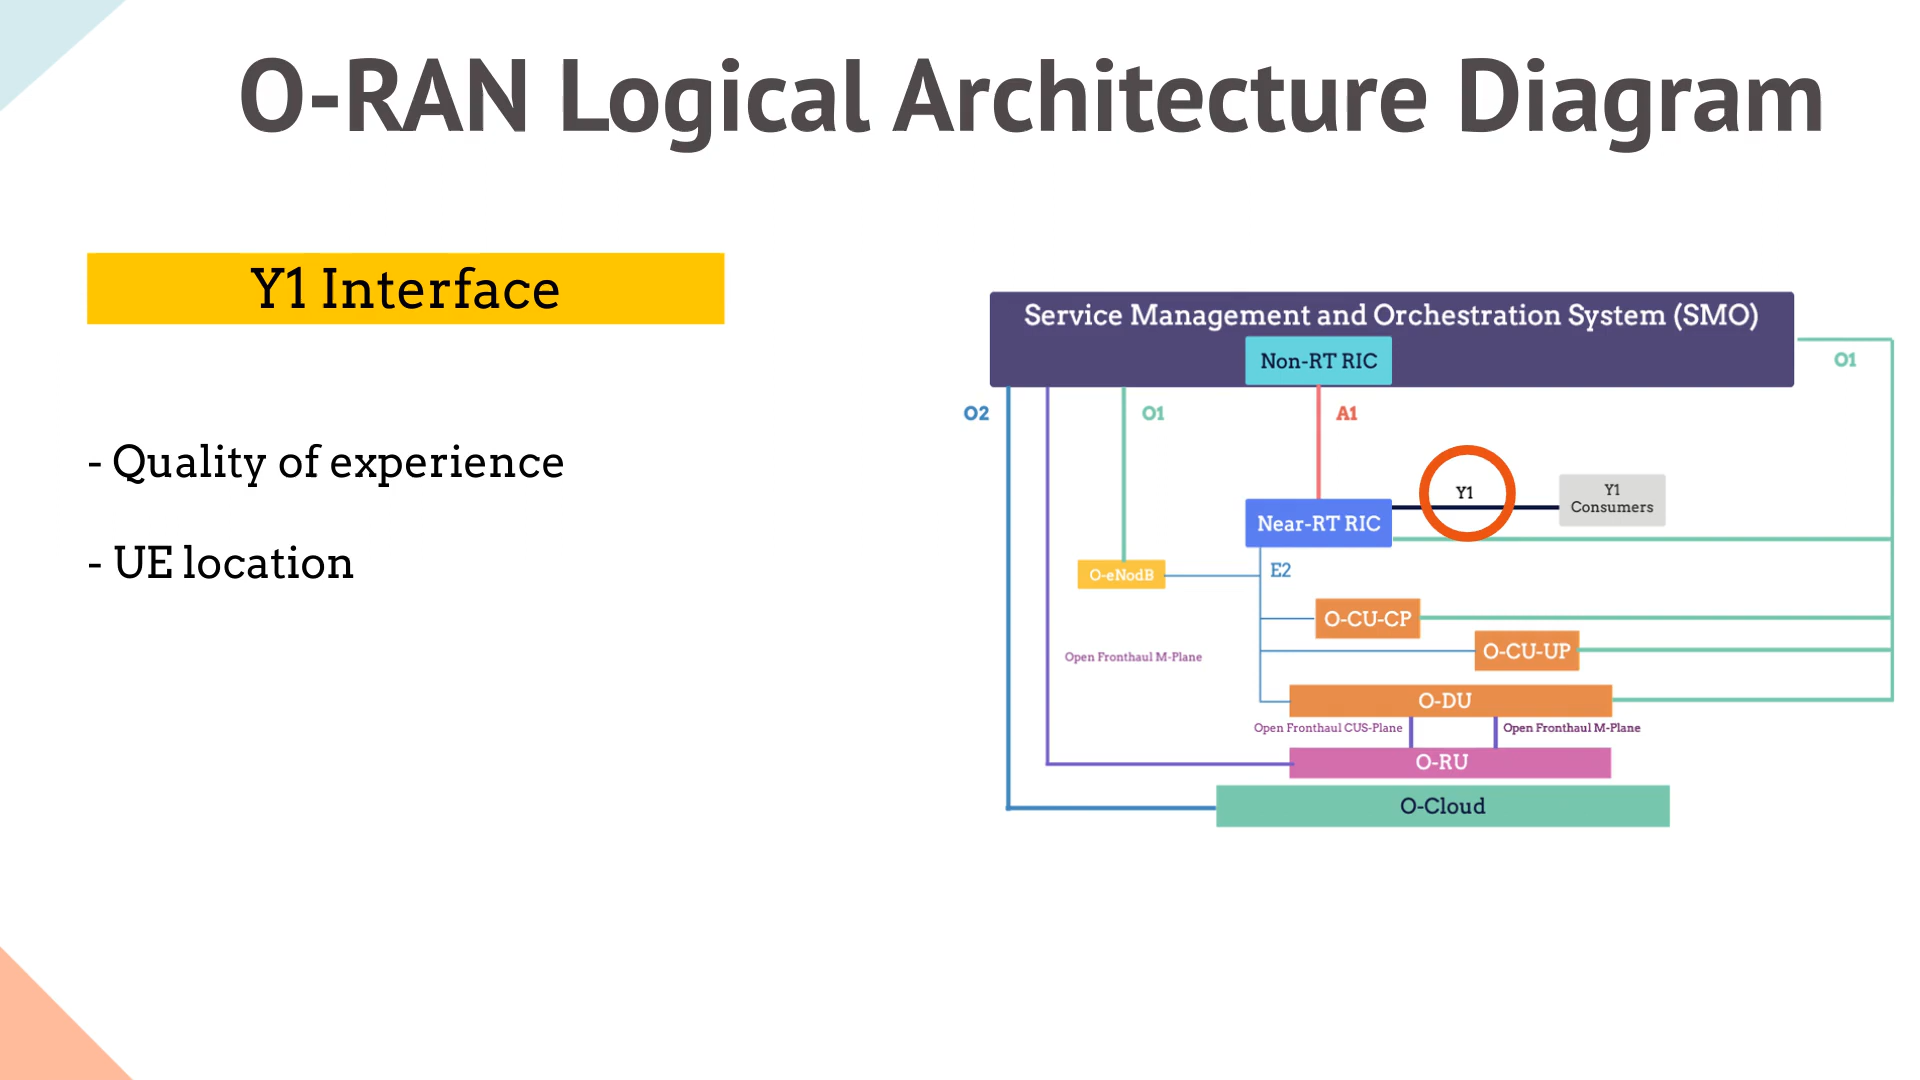 O-RAN Logical Architecture Diagram
Y1 Interface
- Quality of experience
- UE location
Service Management and Orchestration System (SMO)
Non-RT RIC
O1
O2
O1
A1
Y1
Y1
Consumers
Near-RT RIC
E2
O-eNodB
O-CU-CP
O-CU-UP
Open Fronthaul M-Plane
O-DU
Open Fronthaul CUS-Plane
Open Fronthaul M-Plane
O-RU
O-Cloud